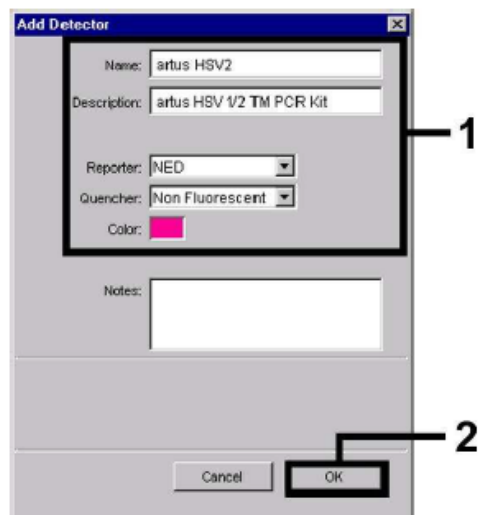 Add Detector
Name: artus HSV2
Description: artus HSV 1/2 TM PCR Kit
1
Reporter: NED
Quencher: Non Fluorescent
Color:
Notes:
2
Cancel OK